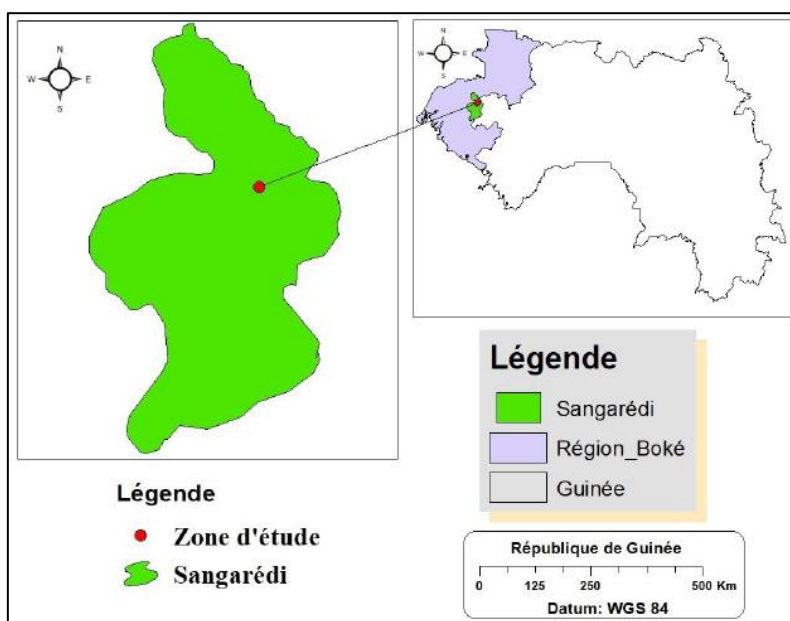 N
W E
S
N
W E
S
Légende
Zone d'étude
Sangarédi
Légende
Sangarédi
Région_Boké
Guinée
République de Guinée
0 125 250 500 Km
Datum: WGS 84